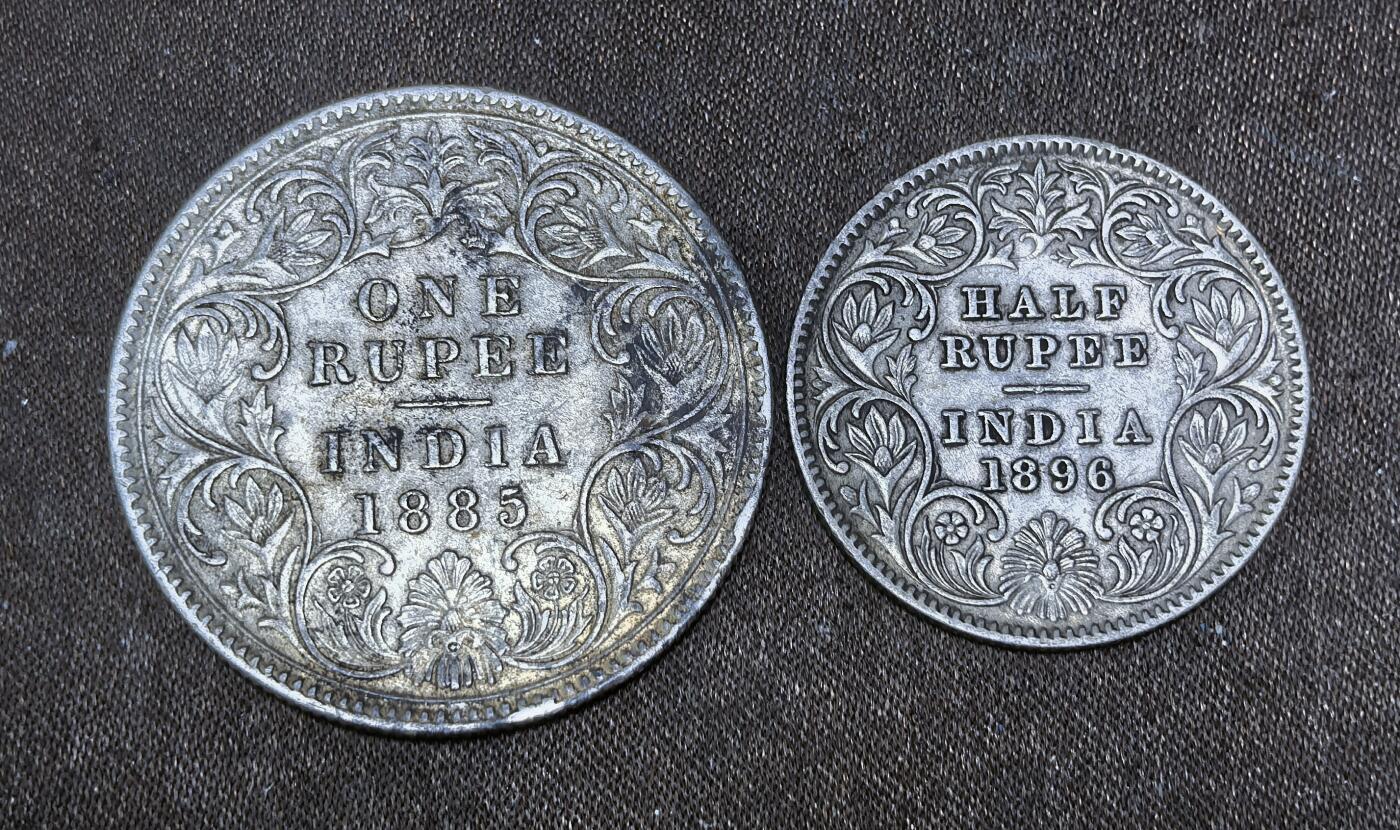 ONE
RUPEE
INDIA
1885
HALF
RUPEE
INDIA
1896